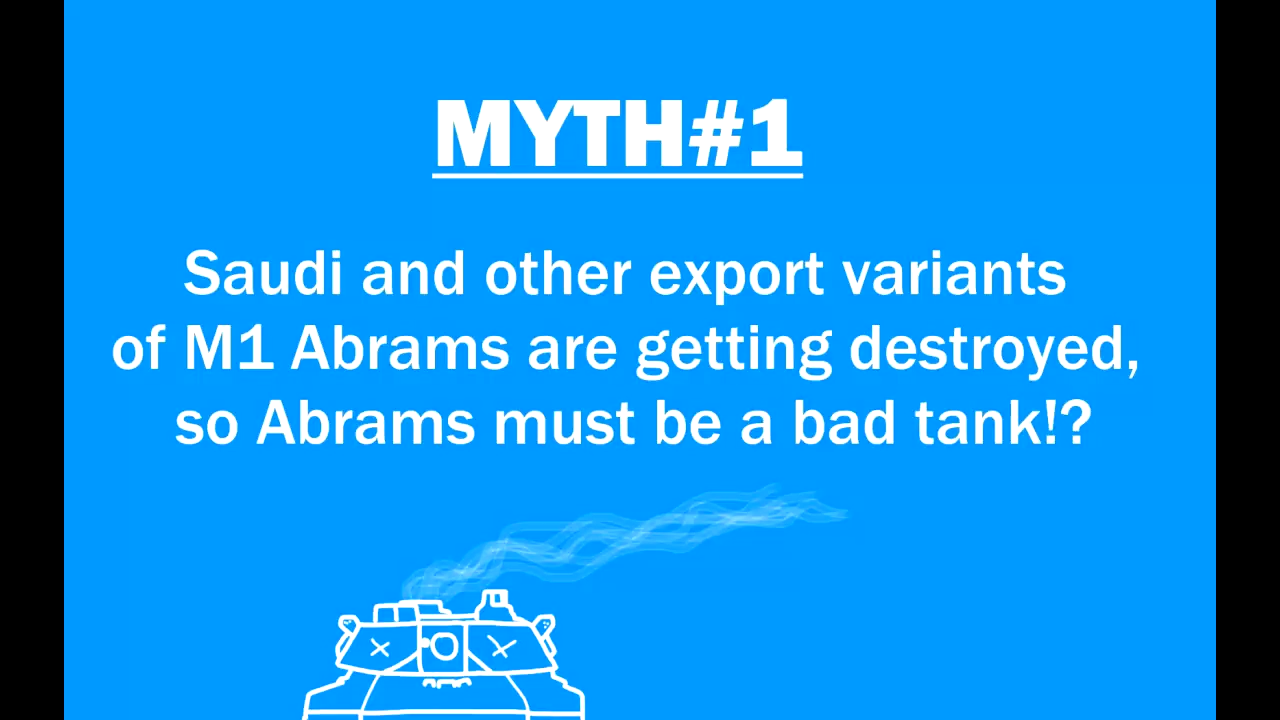 MYTH#1
Saudi and other export variants
of M1 Abrams are getting destroyed,
so Abrams must be a bad tank!?